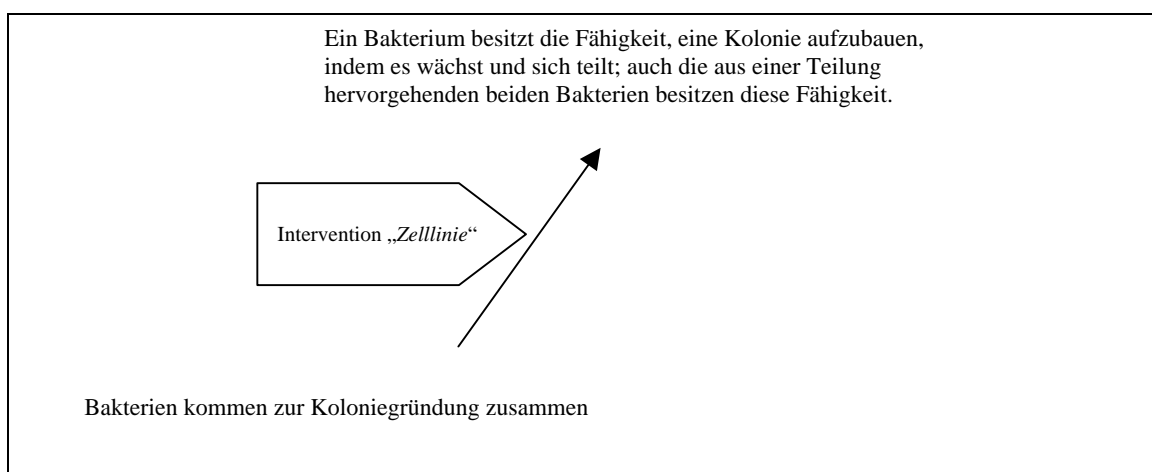 Ein Bakterium besitzt die Fähigkeit, eine Kolonie aufzubauen,
indem es wächst und sich teilt; auch die aus einer Teilung
hervorgehenden beiden Bakterien besitzen diese Fähigkeit.
Intervention „Zelllinie“
Bakterien kommen zur Koloniegründung zusammen